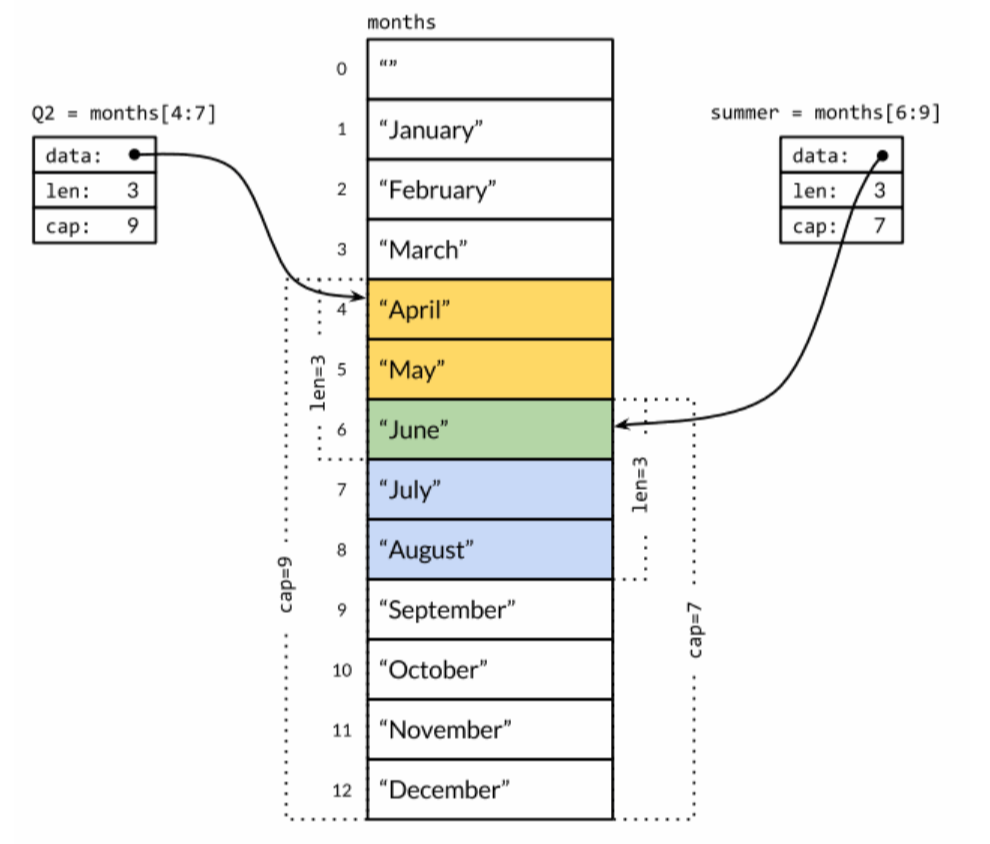 months
0 “”
Q2 = months[4:7]
data:
len: 3
cap: 9
summer = months[6:9]
data:
len: 3
cap: 7
1 “January”
2 “February”
3 “March”
4 “April”
5 “May”
6 “June”
7 “July”
8 “August”
9 “September”
10 “October”
11 “November”
12 “December”
len=3
cap=9
len=3
cap=7